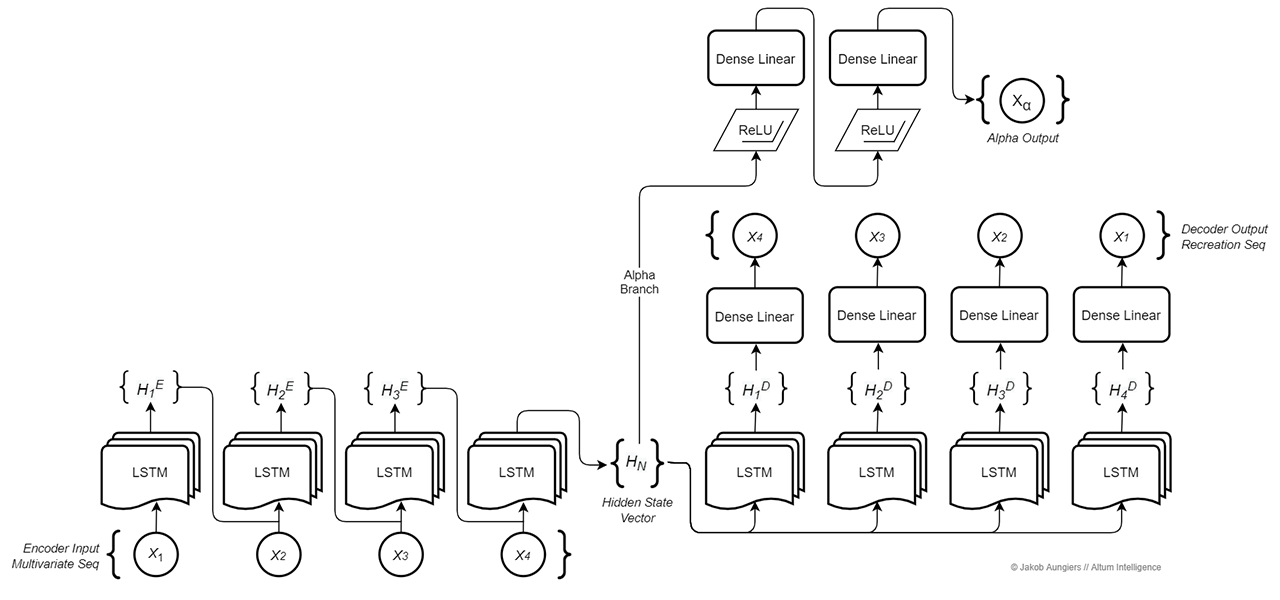 Dense Linear
Dense Linear
ReLU
ReLU
{ Xα }
Alpha Output
{ X4 X3 X2 X1 }
Decoder Output
Recreation Seq
Alpha
Branch
Dense Linear
Dense Linear
Dense Linear
Dense Linear
{ H1^E }
{ H2^E }
{ H3^E }
{ H1^D }
{ H2^D }
{ H3^D }
{ H4^D }
LSTM
LSTM
LSTM
LSTM
{ HN }
Hidden State
Vector
LSTM
LSTM
LSTM
LSTM
Encoder Input
Multivariate Seq
{ X1 X2 X3 X4 }
© Jakob Aungiers // Altum Intelligence